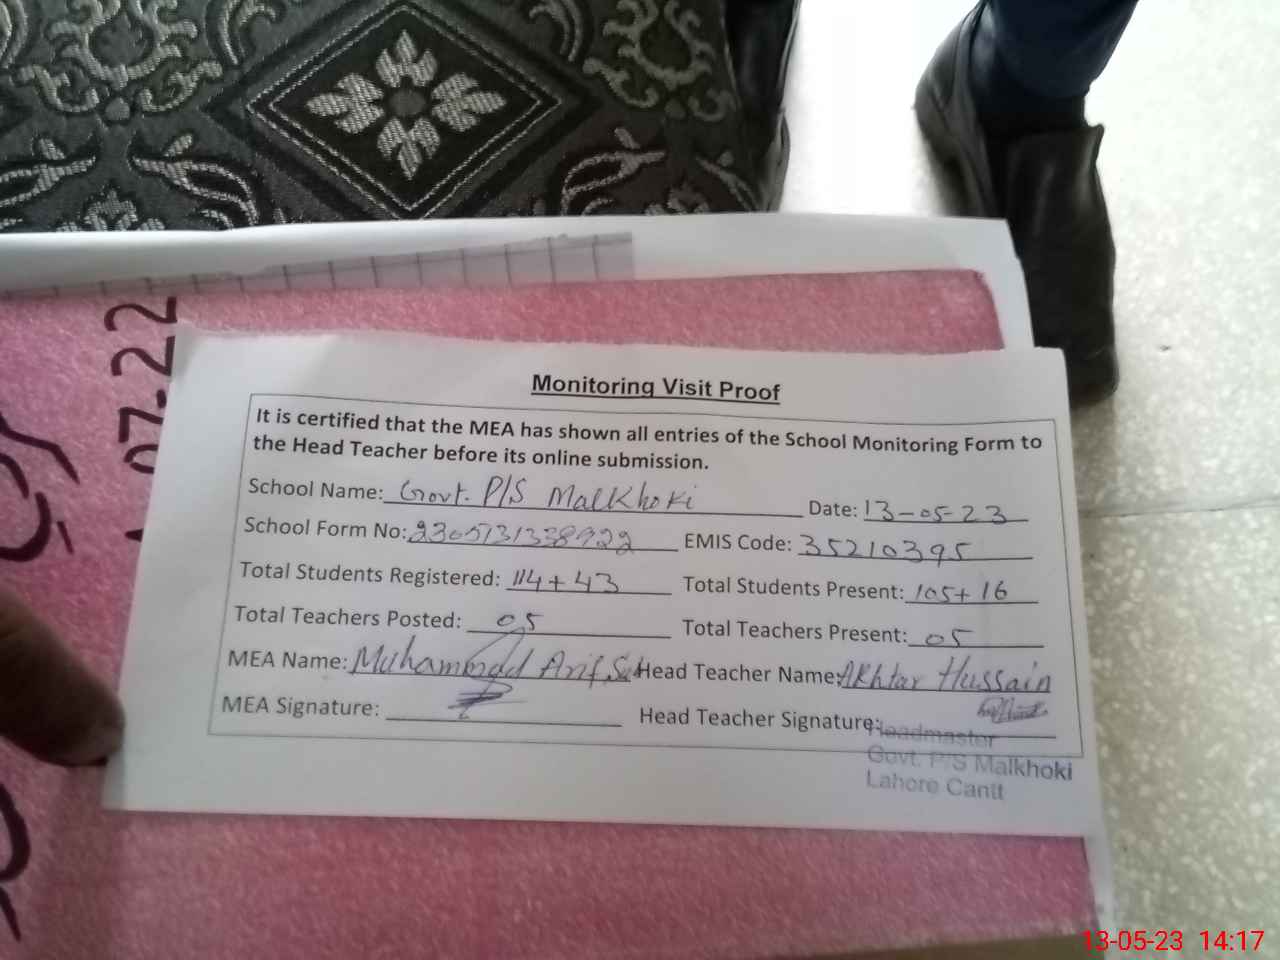 07-22
Monitoring Visit Proof
It is certified that the MEA has shown all entries of the School Monitoring Form to
the Head Teacher before its online submission.
School Name: Govt. P/S Malkhoki Date: 13-05-23
School Form No: 2305131338922 EMIS Code: 35210395
Total Students Registered: 114+43 Total Students Present: 105+16
Total Teachers Posted: 05 Total Teachers Present: 05
MEA Name: Muhammad Arif Head Teacher Name: Akhtar Hussain
MEA Signature: Head Teacher Signature:
Headmaster
Govt. P/S Malkhoki
Lahore Cantt
13-05-23 14:17